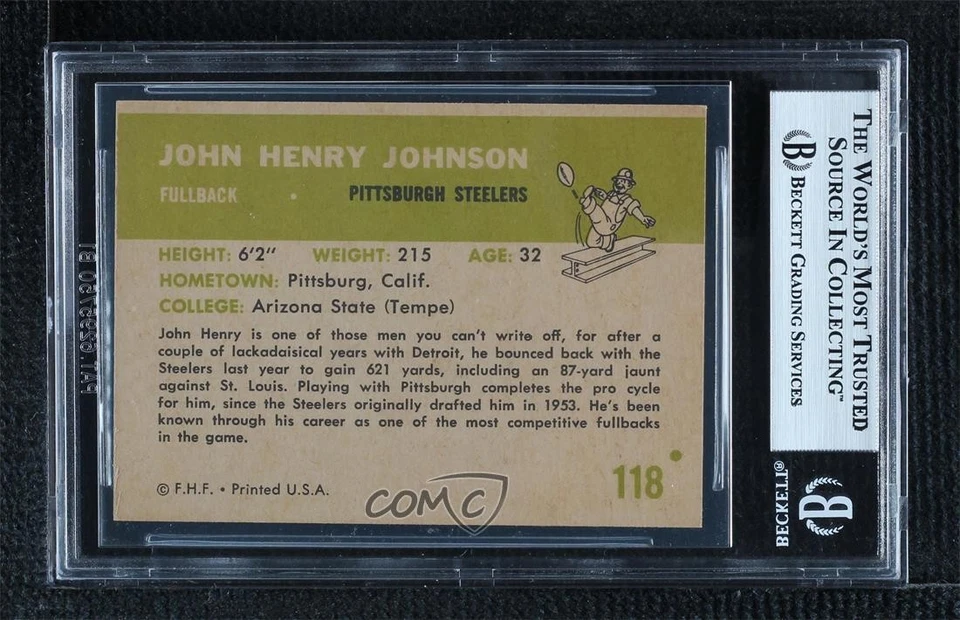 JOHN HENRY JOHNSON
FULLBACK • PITTSBURGH STEELERS
HEIGHT: 6'2" WEIGHT: 215 AGE: 32
HOMETOWN: Pittsburg, Calif.
COLLEGE: Arizona State (Tempe)
John Henry is one of those men you can't write off, for after a
couple of lackadaisical years with Detroit, he bounced back with the
Steelers last year to gain 621 yards, including an 87-yard jaunt
against St. Louis. Playing with Pittsburgh completes the pro cycle
for him, since the Steelers originally drafted him in 1953. He's been
known through his career as one of the most competitive fullbacks
in the game.
© F.H.F. • Printed U.S.A.
118
COMC
THE WORLD'S MOST TRUSTED
SOURCE IN COLLECTING™
B BECKETT GRADING SERVICES
BECKETT®
B